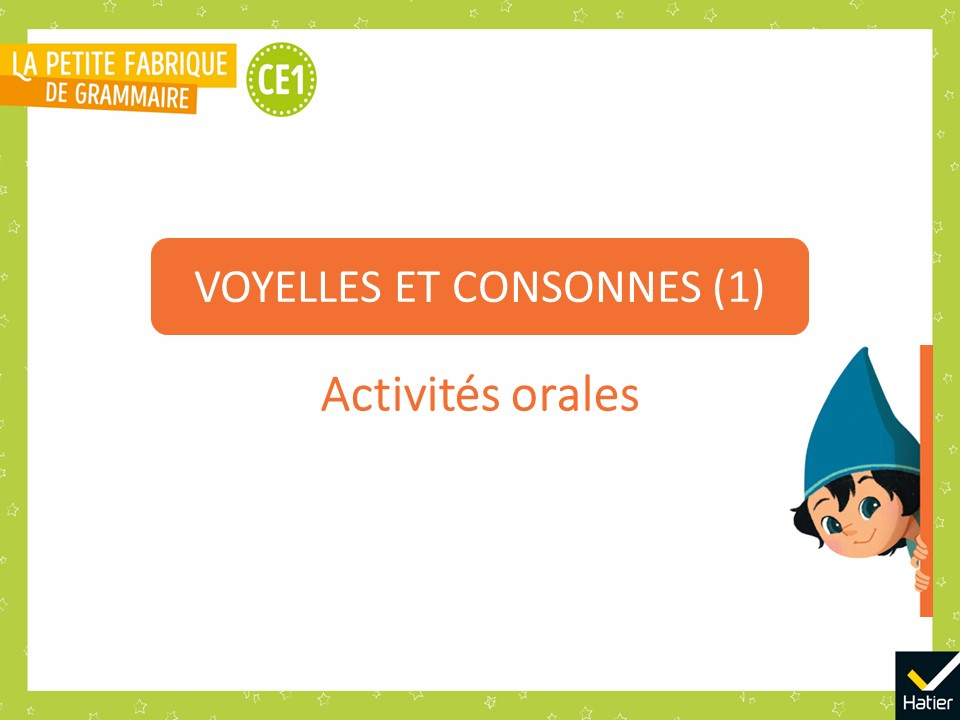 LA PETITE FABRIQUE
DE GRAMMAIRE
CE1
VOYELLES ET CONSONNES (1)
Activités orales
Hatier